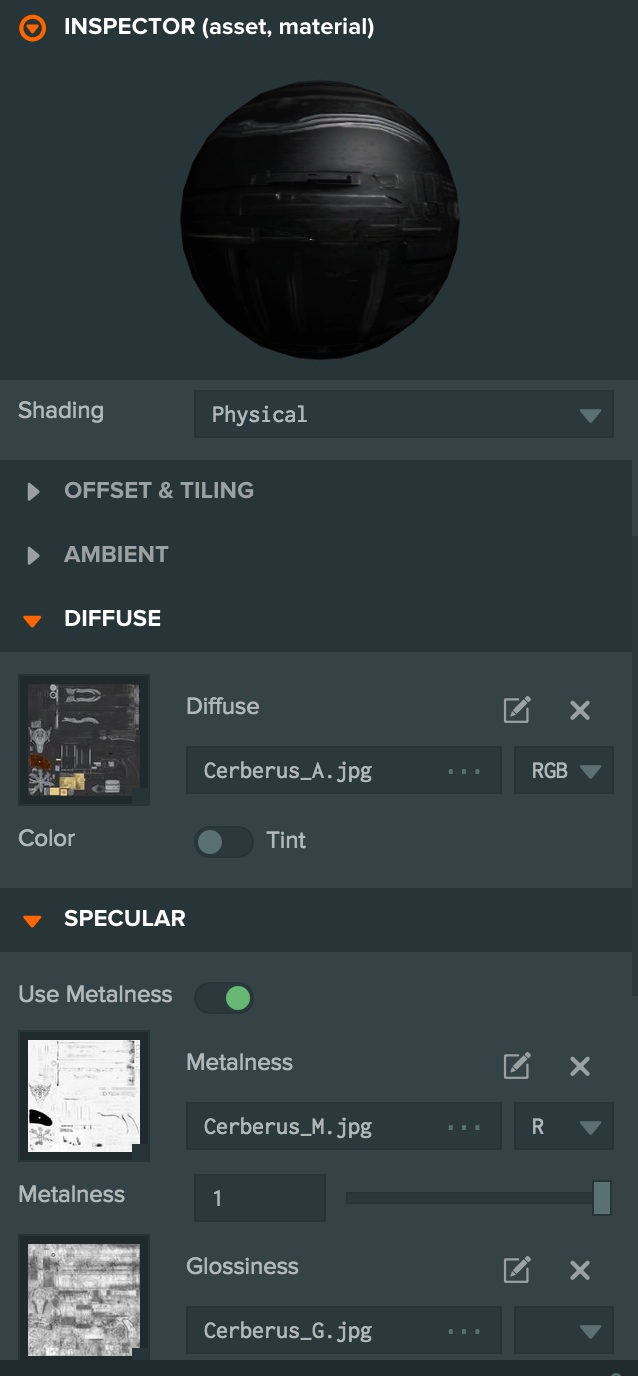 INSPECTOR (asset, material)
Shading
Physical
OFFSET & TILING
AMBIENT
DIFFUSE
Diffuse
Cerberus_A.jpg ...
RGB
Color
Tint
SPECULAR
Use Metalness
Metalness
Cerberus_M.jpg ...
R
Metalness
1
Glossiness
Cerberus_G.jpg ...